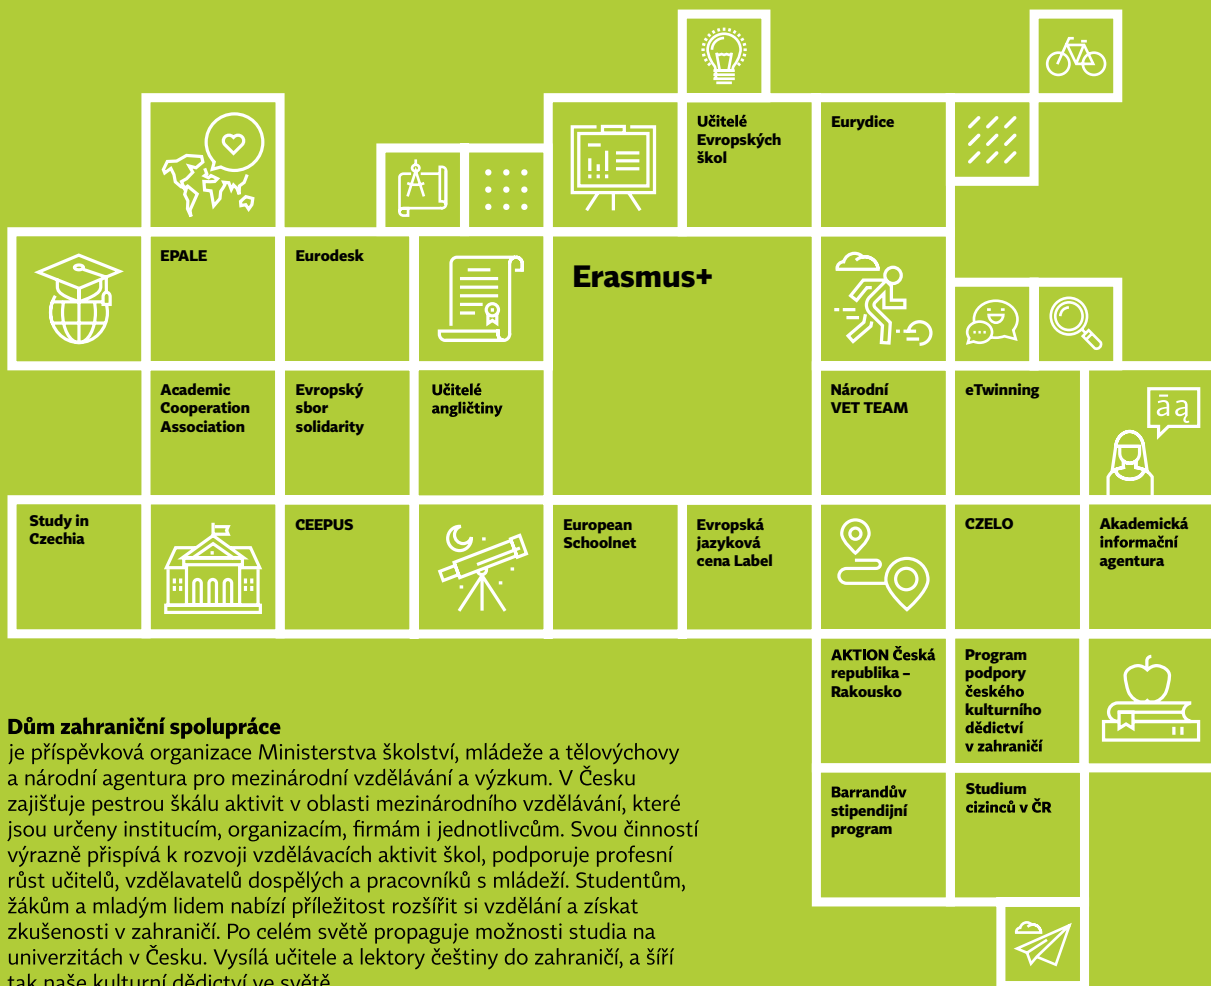 Učitelé
Evropských
škol
Eurydice
EPALE
Eurodesk
Erasmus+
Academic
Cooperation
Association
Evropský
sbor
solidarity
Učitelé
angličtiny
Národní
VET TEAM
eTwinning
āą
Study in
Czechia
CEEPUS
European
Schoolnet
Evropská
jazyková
cena Label
CZELO
Akademická
informační
agentura
AKTION Česká
republika –
Rakousko
Program
podpory
českého
kulturního
dědictví
v zahraničí
Barrandův
stipendijní
program
Studium
cizinců v ČR
Dům zahraniční spolupráce
je příspěvková organizace Ministerstva školství, mládeže a tělovýchovy
a národní agentura pro mezinárodní vzdělávání a výzkum. V Česku
zajišťuje pestrou škálu aktivit v oblasti mezinárodního vzdělávání, které
jsou určeny institucím, organizacím, firmám i jednotlivcům. Svou činností
výrazně přispívá k rozvoji vzdělávacích aktivit škol, podporuje profesní
růst učitelů, vzdělavatelů dospělých a pracovníků s mládeží. Studentům,
žákům a mladým lidem nabízí příležitost rozšířit si vzdělání a získat
zkušenosti v zahraničí. Po celém světě propaguje možnosti studia na
univerzitách v Česku. Vysílá učitele a lektory češtiny do zahraničí, a šíří
tak naše kulturní dědictví ve světě.